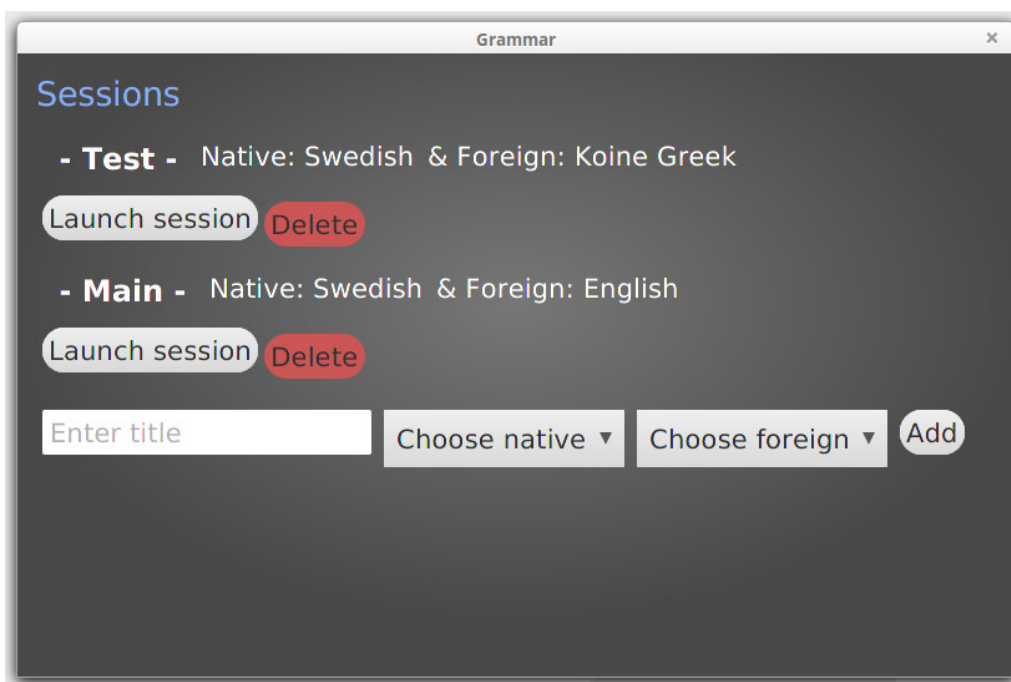 Grammar ×
Sessions
- Test - Native: Swedish & Foreign: Koine Greek
Launch session Delete
- Main - Native: Swedish & Foreign: English
Launch session Delete
Enter title Choose native ▼ Choose foreign ▼ Add